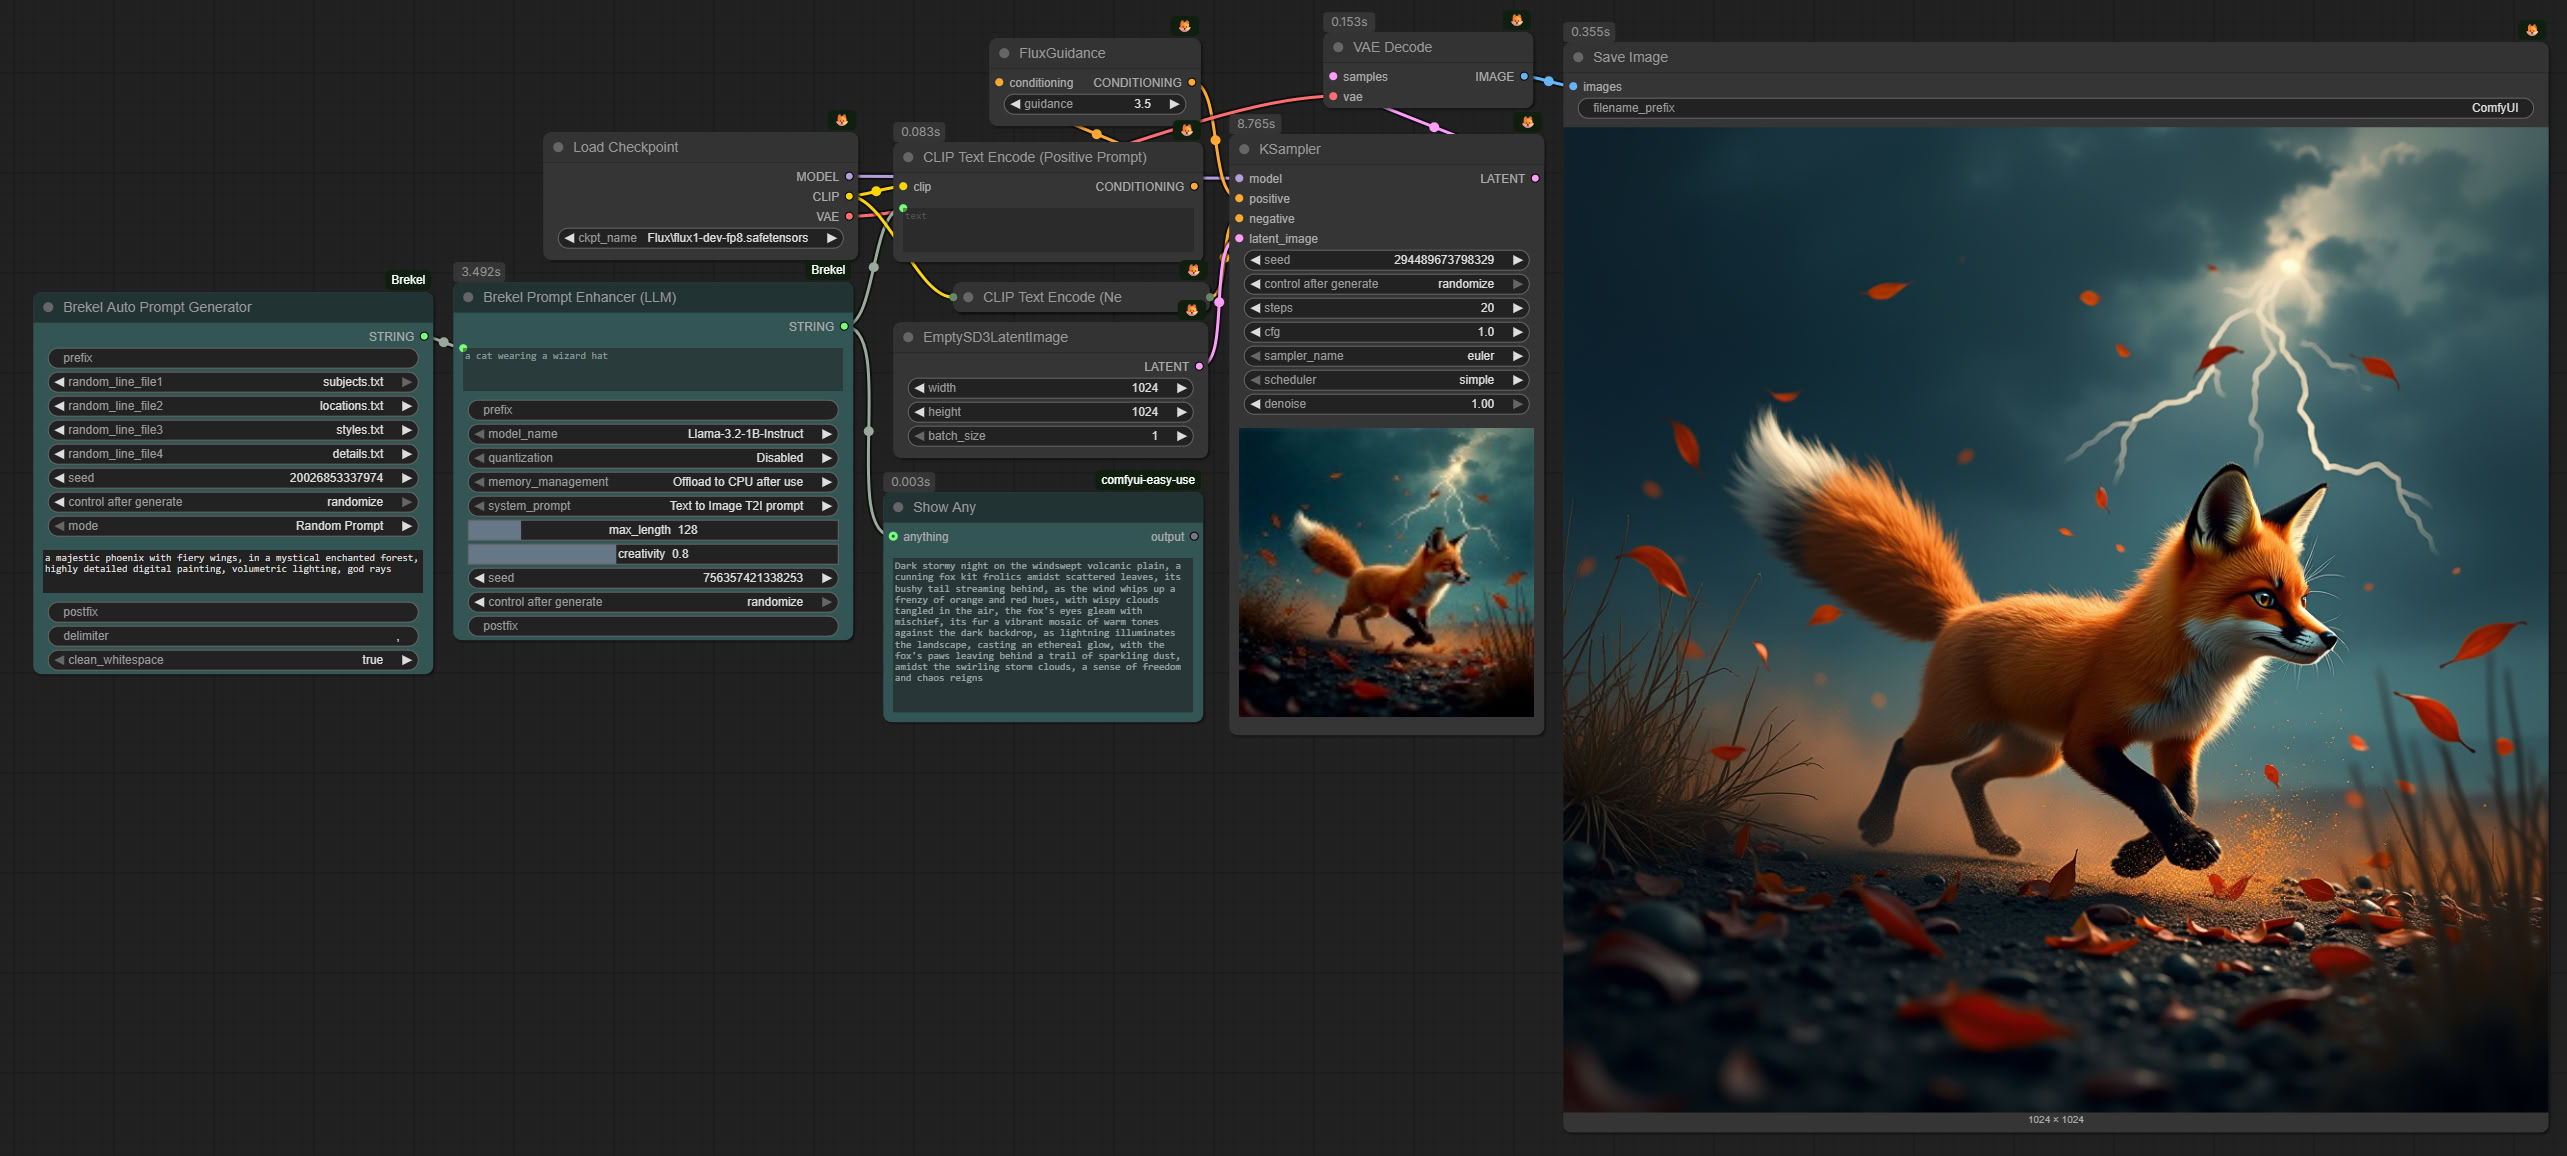 Brekel
Brekel Auto Prompt Generator
STRING
prefix
random_line_file1 subjects.txt
random_line_file2 locations.txt
random_line_file3 styles.txt
random_line_file4 details.txt
seed 20026853337974
control after generate randomize
mode Random Prompt
a majestic phoenix with fiery wings, in a mystical enchanted forest,
highly detailed digital painting, volumetric lighting, god rays
postfix
delimiter ,
clean_whitespace true
3.492s
Brekel
Brekel Prompt Enhancer (LLM)
STRING
a cat wearing a wizard hat
prefix
model_name Llama-3.2-1B-Instruct
quantization Disabled
memory_management Offload to CPU after use
system_prompt Text to Image T2I prompt
max_length 128
creativity 0.8
seed 756357421338253
control after generate randomize
postfix
Load Checkpoint
MODEL
CLIP
VAE
ckpt_name Flux\flux1-dev-fp8.safetensors
FluxGuidance
conditioning CONDITIONING
guidance 3.5
0.083s
CLIP Text Encode (Positive Prompt)
clip CONDITIONING
text
CLIP Text Encode (Ne
EmptySD3LatentImage
LATENT
width 1024
height 1024
batch_size 1
0.003s
comfyui-easy-use
Show Any
anything output
Dark stormy night on the windswept volcanic plain, a
cunning fox kit frolics amidst scattered leaves, its
bushy tail streaming behind, as the wind whips up a
frenzy of orange and red hues, with wispy clouds
tangled in the air, the fox's eyes gleam with
mischief, its fur a vibrant mosaic of warm tones
against the dark backdrop, as lightning illuminates
the landscape, casting an ethereal glow, with the
fox's paws leaving behind a trail of sparkling dust,
amidst the swirling storm clouds, a sense of freedom
and chaos reigns
0.153s
VAE Decode
samples IMAGE
vae
8.765s
KSampler
model LATENT
positive
negative
latent_image
seed 294489673798329
control after generate randomize
steps 20
cfg 1.0
sampler_name euler
scheduler simple
denoise 1.00
0.355s
Save Image
images
filename_prefix ComfyUI
1024 × 1024